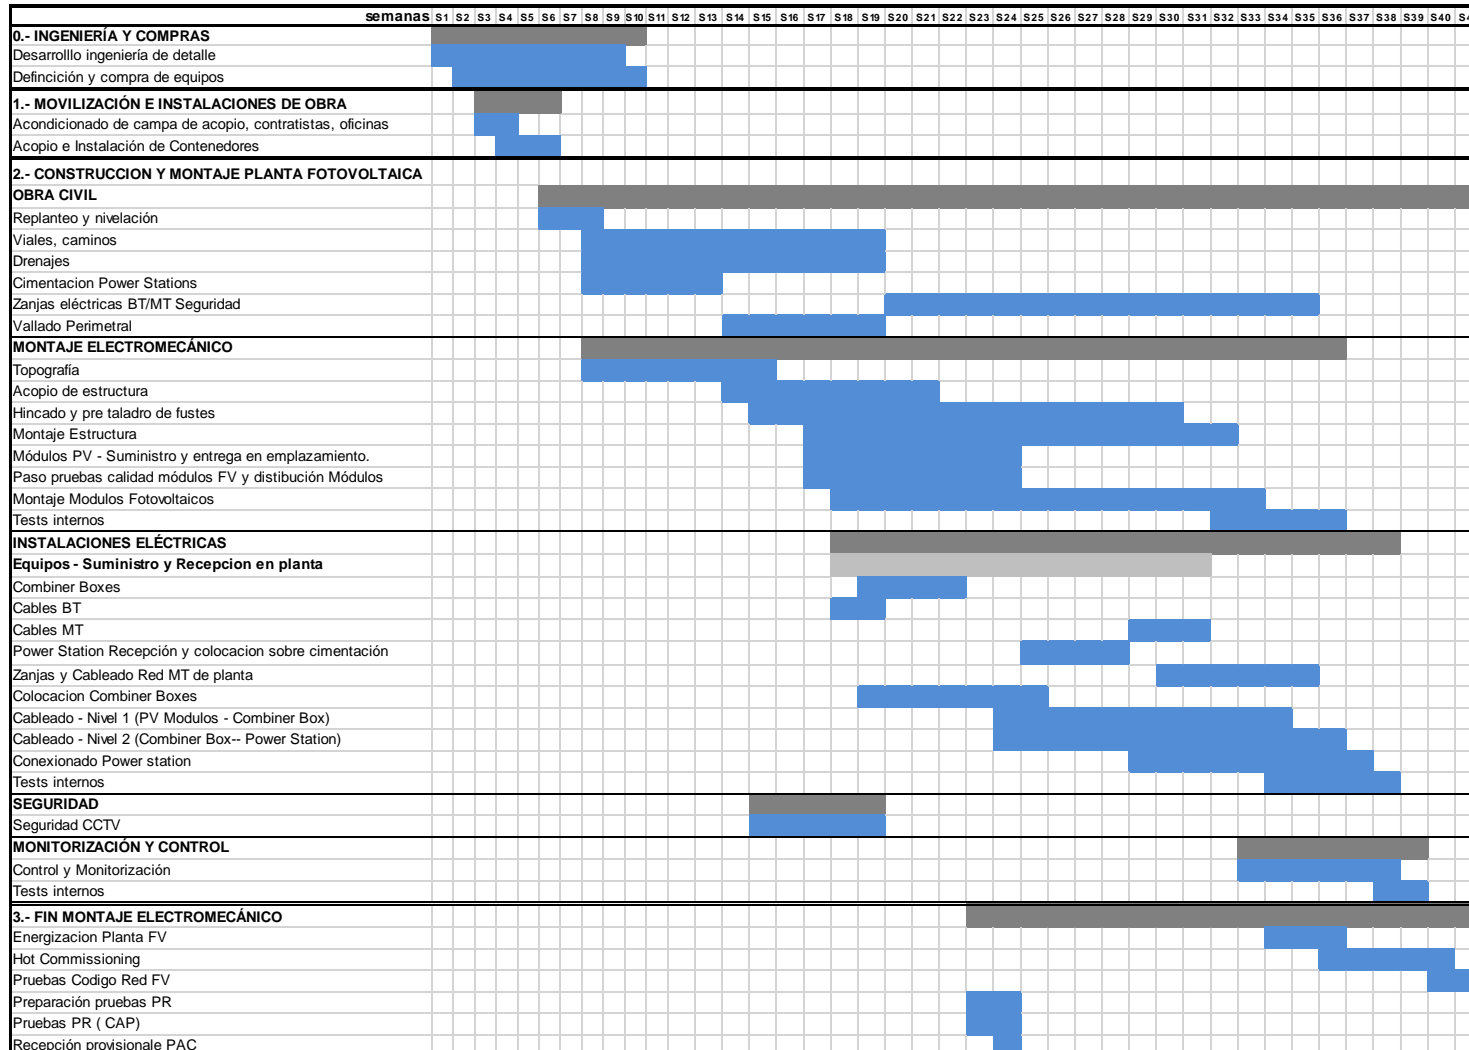 semanas S1 S2 S3 S4 S5 S6 S7 S8 S9 S10 S11 S12 S13 S14 S15 S16 S17 S18 S19 S20 S21 S22 S23 S24 S25 S26 S27 S28 S29 S30 S31 S32 S33 S34 S35 S36 S37 S38 S39 S40
0.- INGENIERÍA Y COMPRAS
Desarrolllo ingeniería de detalle
Defincición y compra de equipos
1.- MOVILIZACIÓN E INSTALACIONES DE OBRA
Acondicionado de campa de acopio, contratistas, oficinas
Acopio e Instalación de Contenedores
2.- CONSTRUCCION Y MONTAJE PLANTA FOTOVOLTAICA
OBRA CIVIL
Replanteo y nivelación
Viales, caminos
Drenajes
Cimentacion Power Stations
Zanjas eléctricas BT/MT Seguridad
Vallado Perimetral
MONTAJE ELECTROMECÁNICO
Topografía
Acopio de estructura
Hincado y pre taladro de fustes
Montaje Estructura
Módulos PV - Suministro y entrega en emplazamiento.
Paso pruebas calidad módulos FV y distibución Módulos
Montaje Modulos Fotovoltaicos
Tests internos
INSTALACIONES ELÉCTRICAS
Equipos - Suministro y Recepcion en planta
Combiner Boxes
Cables BT
Cables MT
Power Station Recepción y colocacion sobre cimentación
Zanjas y Cableado Red MT de planta
Colocacion Combiner Boxes
Cableado - Nivel 1 (PV Modulos - Combiner Box)
Cableado - Nivel 2 (Combiner Box-- Power Station)
Conexionado Power station
Tests internos
SEGURIDAD
Seguridad CCTV
MONITORIZACIÓN Y CONTROL
Control y Monitorización
Tests internos
3.- FIN MONTAJE ELECTROMECÁNICO
Energizacion Planta FV
Hot Commissioning
Pruebas Codigo Red FV
Preparación pruebas PR
Pruebas PR ( CAP)
Recepción provisionale PAC